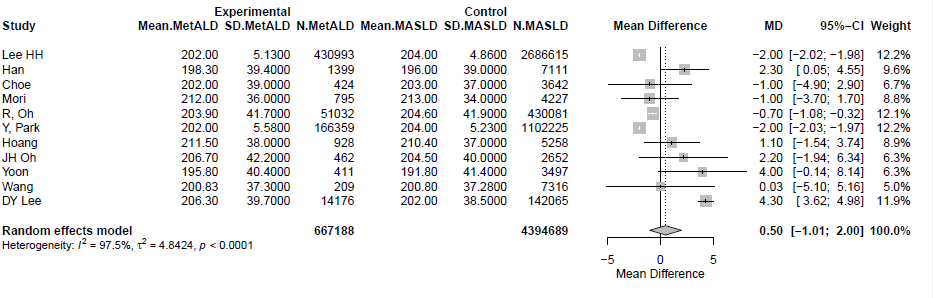 Experimental Control
Study Mean.MetALD SD.MetALD N.MetALD Mean.MASLD SD.MASLD N.MASLD Mean Difference MD 95%−CI Weight
Lee HH 202.00 5.1300 430993 204.00 4.8600 2686615 −2.00 [−2.02; −1.98] 12.2%
Han 198.30 39.4000 1399 196.00 39.0000 7111 2.30 [ 0.05; 4.55] 9.6%
Choe 202.00 39.0000 424 203.00 37.0000 3642 −1.00 [−4.90; 2.90] 6.7%
Mori 212.00 36.0000 795 213.00 34.0000 4227 −1.00 [−3.70; 1.70] 8.8%
R, Oh 203.90 41.7000 51032 204.60 41.9000 430081 −0.70 [−1.08; −0.32] 12.1%
Y, Park 202.00 5.5800 166359 204.00 5.2300 1102225 −2.00 [−2.03; −1.97] 12.2%
Hoang 211.50 38.0000 928 210.40 37.0000 5258 1.10 [−1.54; 3.74] 8.9%
JH Oh 206.70 42.2000 462 204.50 40.0000 2652 2.20 [−1.94; 6.34] 6.3%
Yoon 195.80 40.4000 411 191.80 41.4000 3497 4.00 [−0.14; 8.14] 6.3%
Wang 200.83 37.3000 209 200.80 37.2800 7316 0.03 [−5.10; 5.16] 5.0%
DY Lee 206.30 39.7000 14176 202.00 38.5000 142065 4.30 [ 3.62; 4.98] 11.9%
Random effects model 667188 4394689 0.50 [−1.01; 2.00] 100.0%
Heterogeneity: I² = 97.5%, τ² = 4.8424, p < 0.0001
−5 0 5
Mean Difference